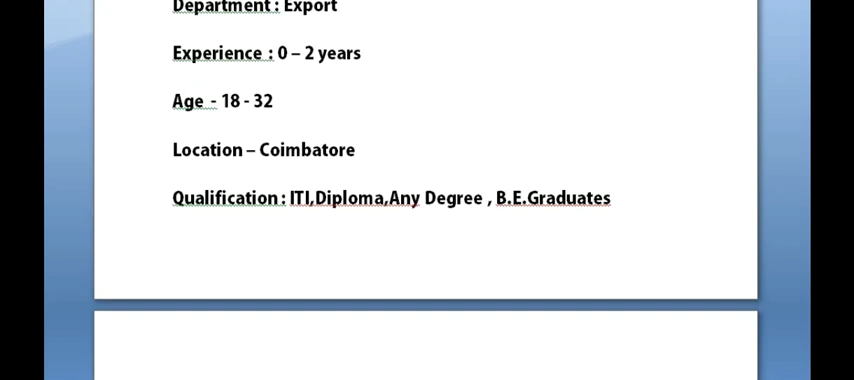 Department : Export
Experience : 0 – 2 years
Age - 18 - 32
Location – Coimbatore
Qualification : ITI,Diploma,Any Degree , B.E.Graduates